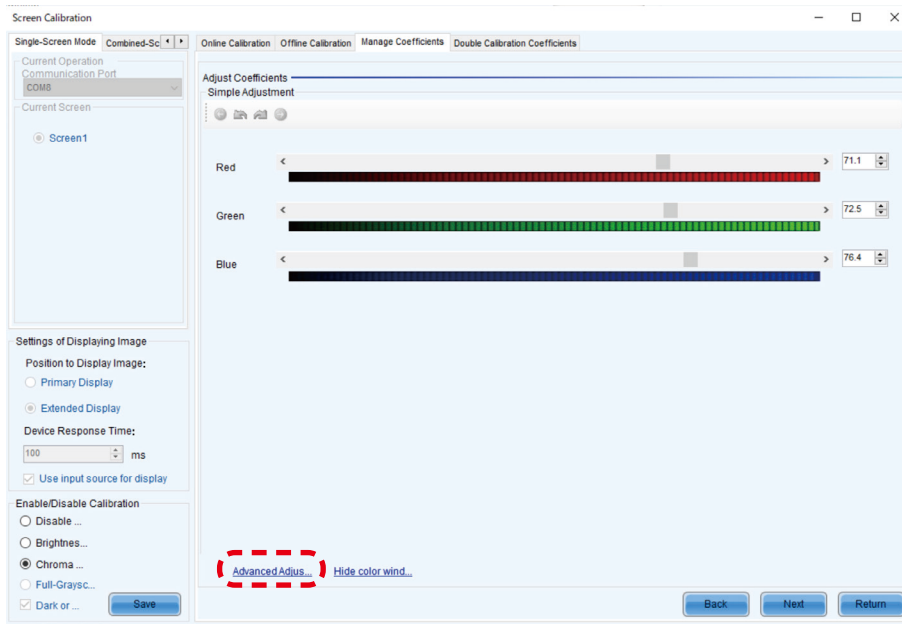 Screen Calibration
Single-Screen Mode Combined-Sc
Online Calibration Offline Calibration Manage Coefficients Double Calibration Coefficients
Current Operation
Communication Port
COM8
Current Screen
Screen1
Settings of Displaying Image
Position to Display Image:
Primary Display
Extended Display
Device Response Time:
100 ms
Use input source for display
Enable/Disable Calibration
Disable ...
Brightnes...
Chroma ...
Full-Graysc...
Dark or ... Save
Adjust Coefficients
Simple Adjustment
Red 71.1
Green 72.5
Blue 76.4
Advanced Adjus... Hide color wind...
Back Next Return